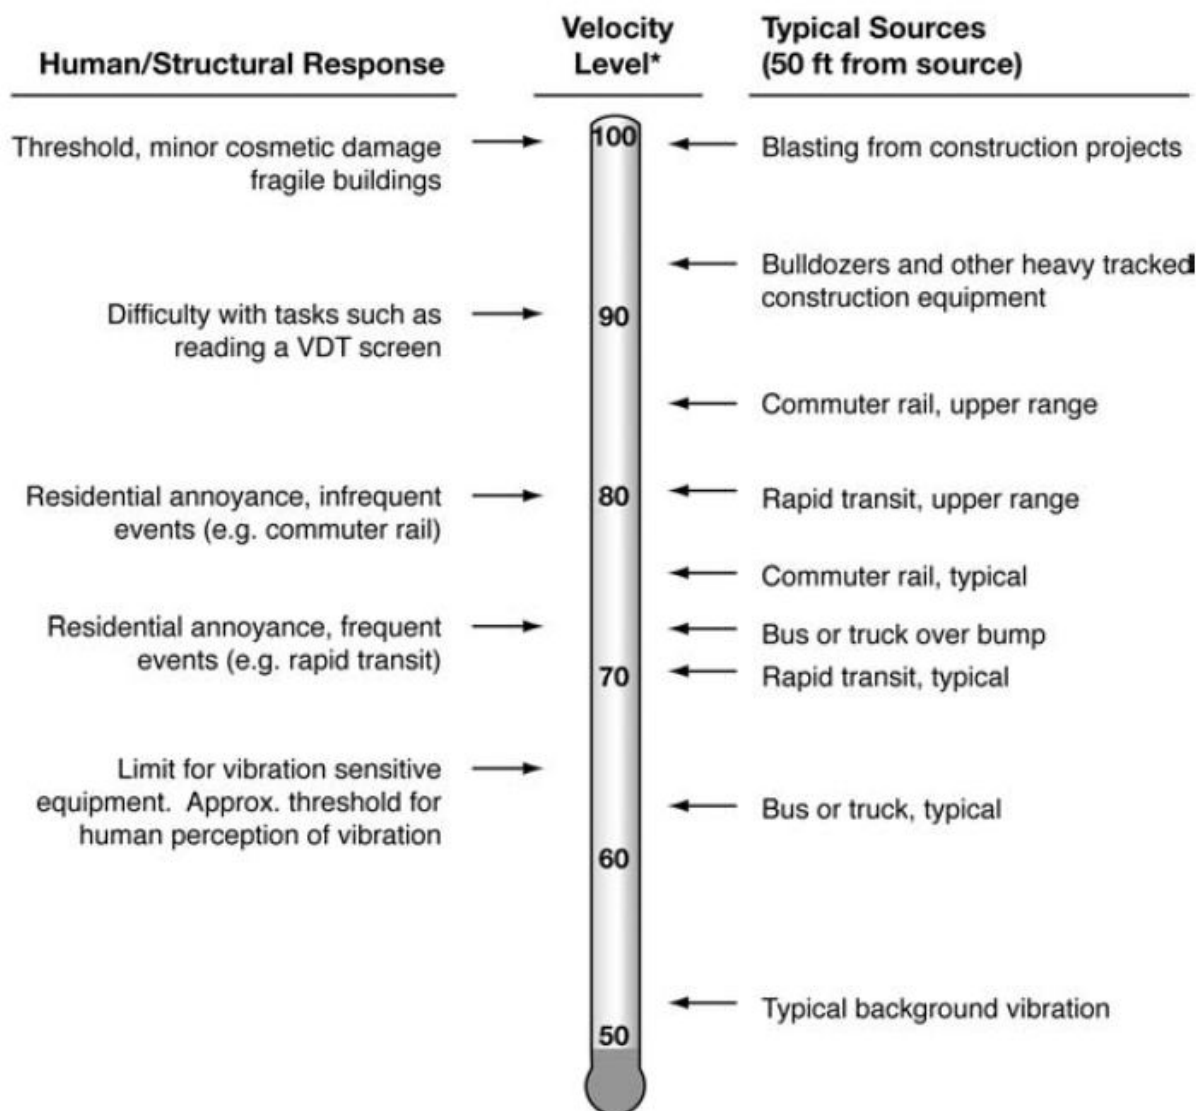 Human/Structural Response
Velocity
Level*
Typical Sources
(50 ft from source)
Threshold, minor cosmetic damage
fragile buildings
100
Blasting from construction projects
Bulldozers and other heavy tracked
construction equipment
Difficulty with tasks such as
reading a VDT screen
90
Commuter rail, upper range
Residential annoyance, infrequent
events (e.g. commuter rail)
80
Rapid transit, upper range
Commuter rail, typical
Residential annoyance, frequent
events (e.g. rapid transit)
Bus or truck over bump
70
Rapid transit, typical
Limit for vibration sensitive
equipment. Approx. threshold for
human perception of vibration
Bus or truck, typical
60
Typical background vibration
50